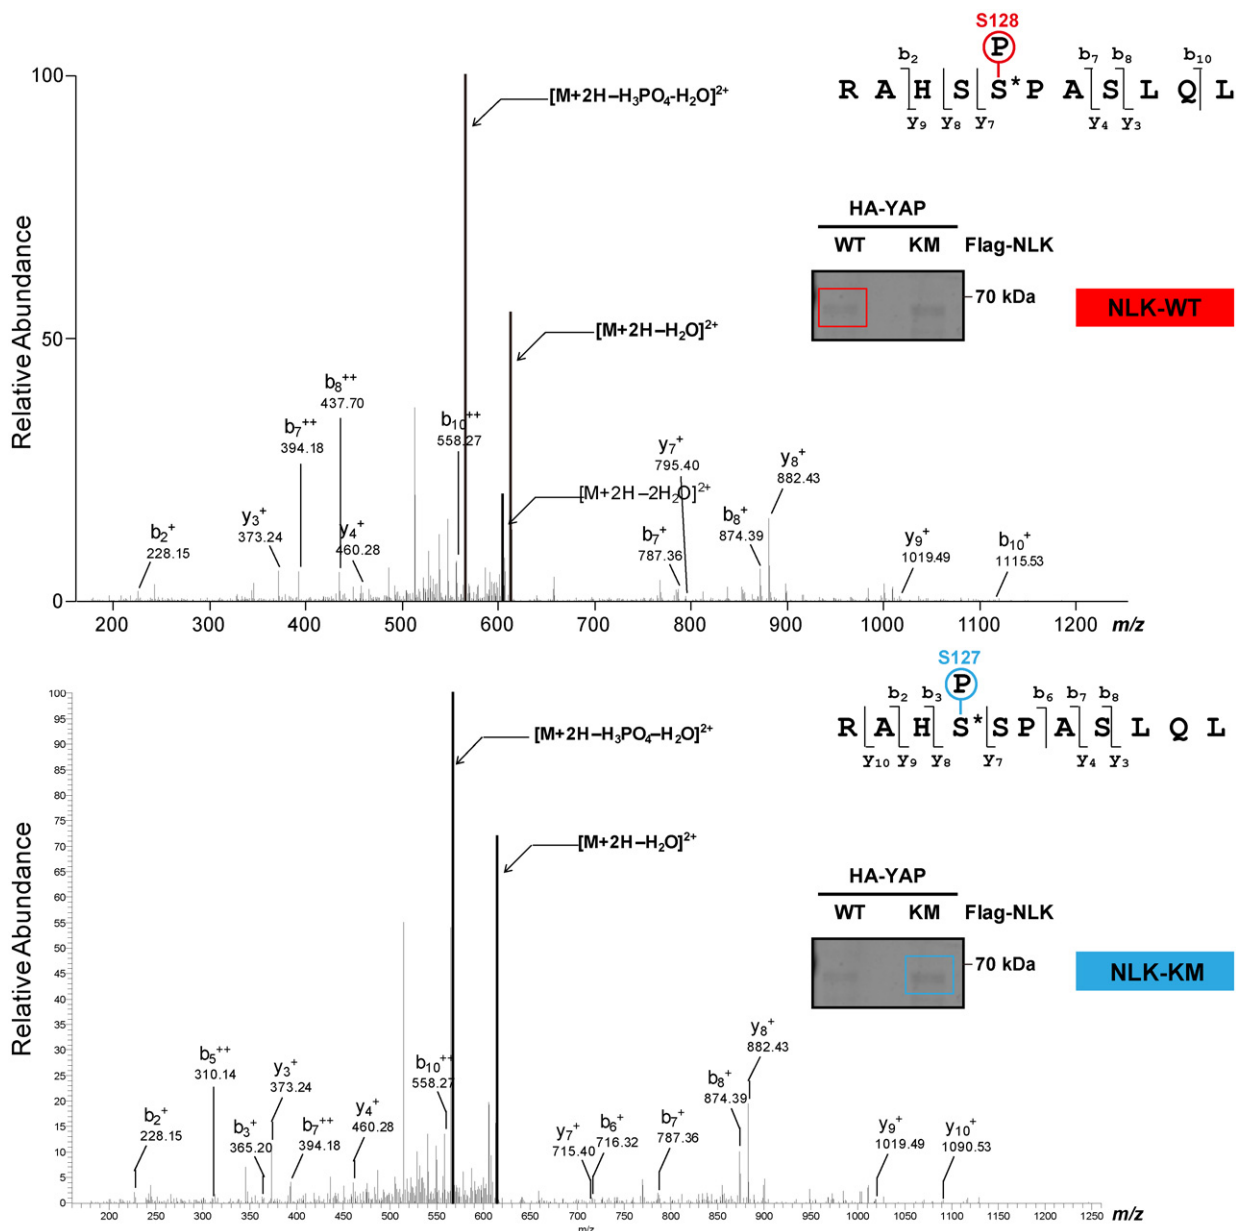 S128
P
b2 b7 b8 b10
R A H S S*P A S L Q L
y9 y8 y7 y4 y3
100
[M+2H–H3PO4-H2O]2+
HA-YAP
WT KM Flag-NLK
-70 kDa
NLK-WT
[M+2H–H2O]2+
50
Relative Abundance
b8++
437.70
b7++
394.18
b10++
558.27
y7+
795.40
y8+
882.43
[M+2H–2H2O]2+
b2+
228.15
y3+
373.24
y4+
460.28
b7+
787.36
b8+
874.39
y9+
1019.49
b10+
1115.53
0
200 300 400 500 600 700 800 900 1000 1100 1200 m/z
S127
P
b2 b3 b6 b7 b8
R A H S*S P A S L Q L
y10 y9 y8 y7 y4 y3
100
95
90
85
80
75
70
65
60
55
50
45
40
35
30
25
20
15
10
5
0
Relative Abundance
[M+2H–H3PO4–H2O]2+
[M+2H–H2O]2+
HA-YAP
WT KM Flag-NLK
-70 kDa
NLK-KM
b5++
310.14
y3+
373.24
b10++
558.27
y8+
882.43
b8+
874.39
b2+
228.15
b3+
365.20
b7++
394.18
y4+
460.28
y7+
715.40
b6+
716.32
b7+
787.36
y9+
1019.49
y10+
1090.53
200 250 300 350 400 450 500 550 600 650 700 750 800 850 900 950 1000 1050 1100 1150 1200 1250 m/z
m/z